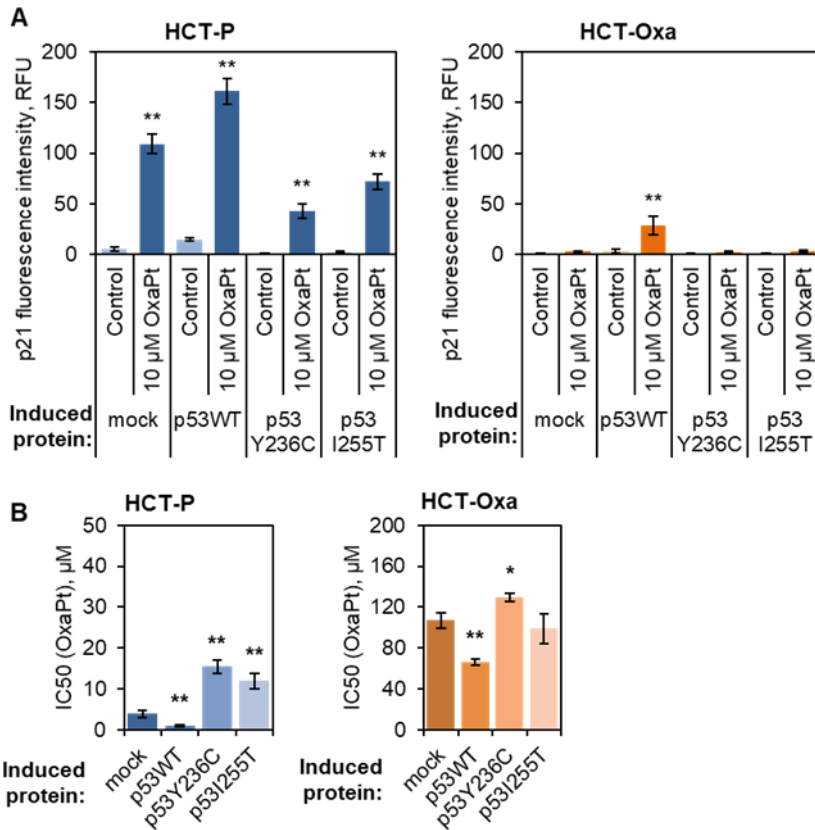 A
HCT-P
p21 fluorescence intensity, RFU
200
150
100
50
0
**
**
**
**
Control
10 µM OxaPt
Control
10 µM OxaPt
Control
10 µM OxaPt
Control
10 µM OxaPt
Induced
protein:
mock
p53WT
p53
Y236C
p53
I255T
HCT-Oxa
p21 fluorescence intensity, RFU
200
150
100
50
0
**
Control
10 µM OxaPt
Control
10 µM OxaPt
Control
10 µM OxaPt
Control
10 µM OxaPt
Induced
protein:
mock
p53WT
p53
Y236C
p53
I255T
B
HCT-P
IC50 (OxaPt), µM
50
40
30
20
10
0
**
**
**
Induced
protein:
mock
p53WT
p53Y236C
p53I255T
HCT-Oxa
IC50 (OxaPt), µM
200
160
120
80
40
0
**
*
Induced
protein:
mock
p53WT
p53Y236C
p53I255T